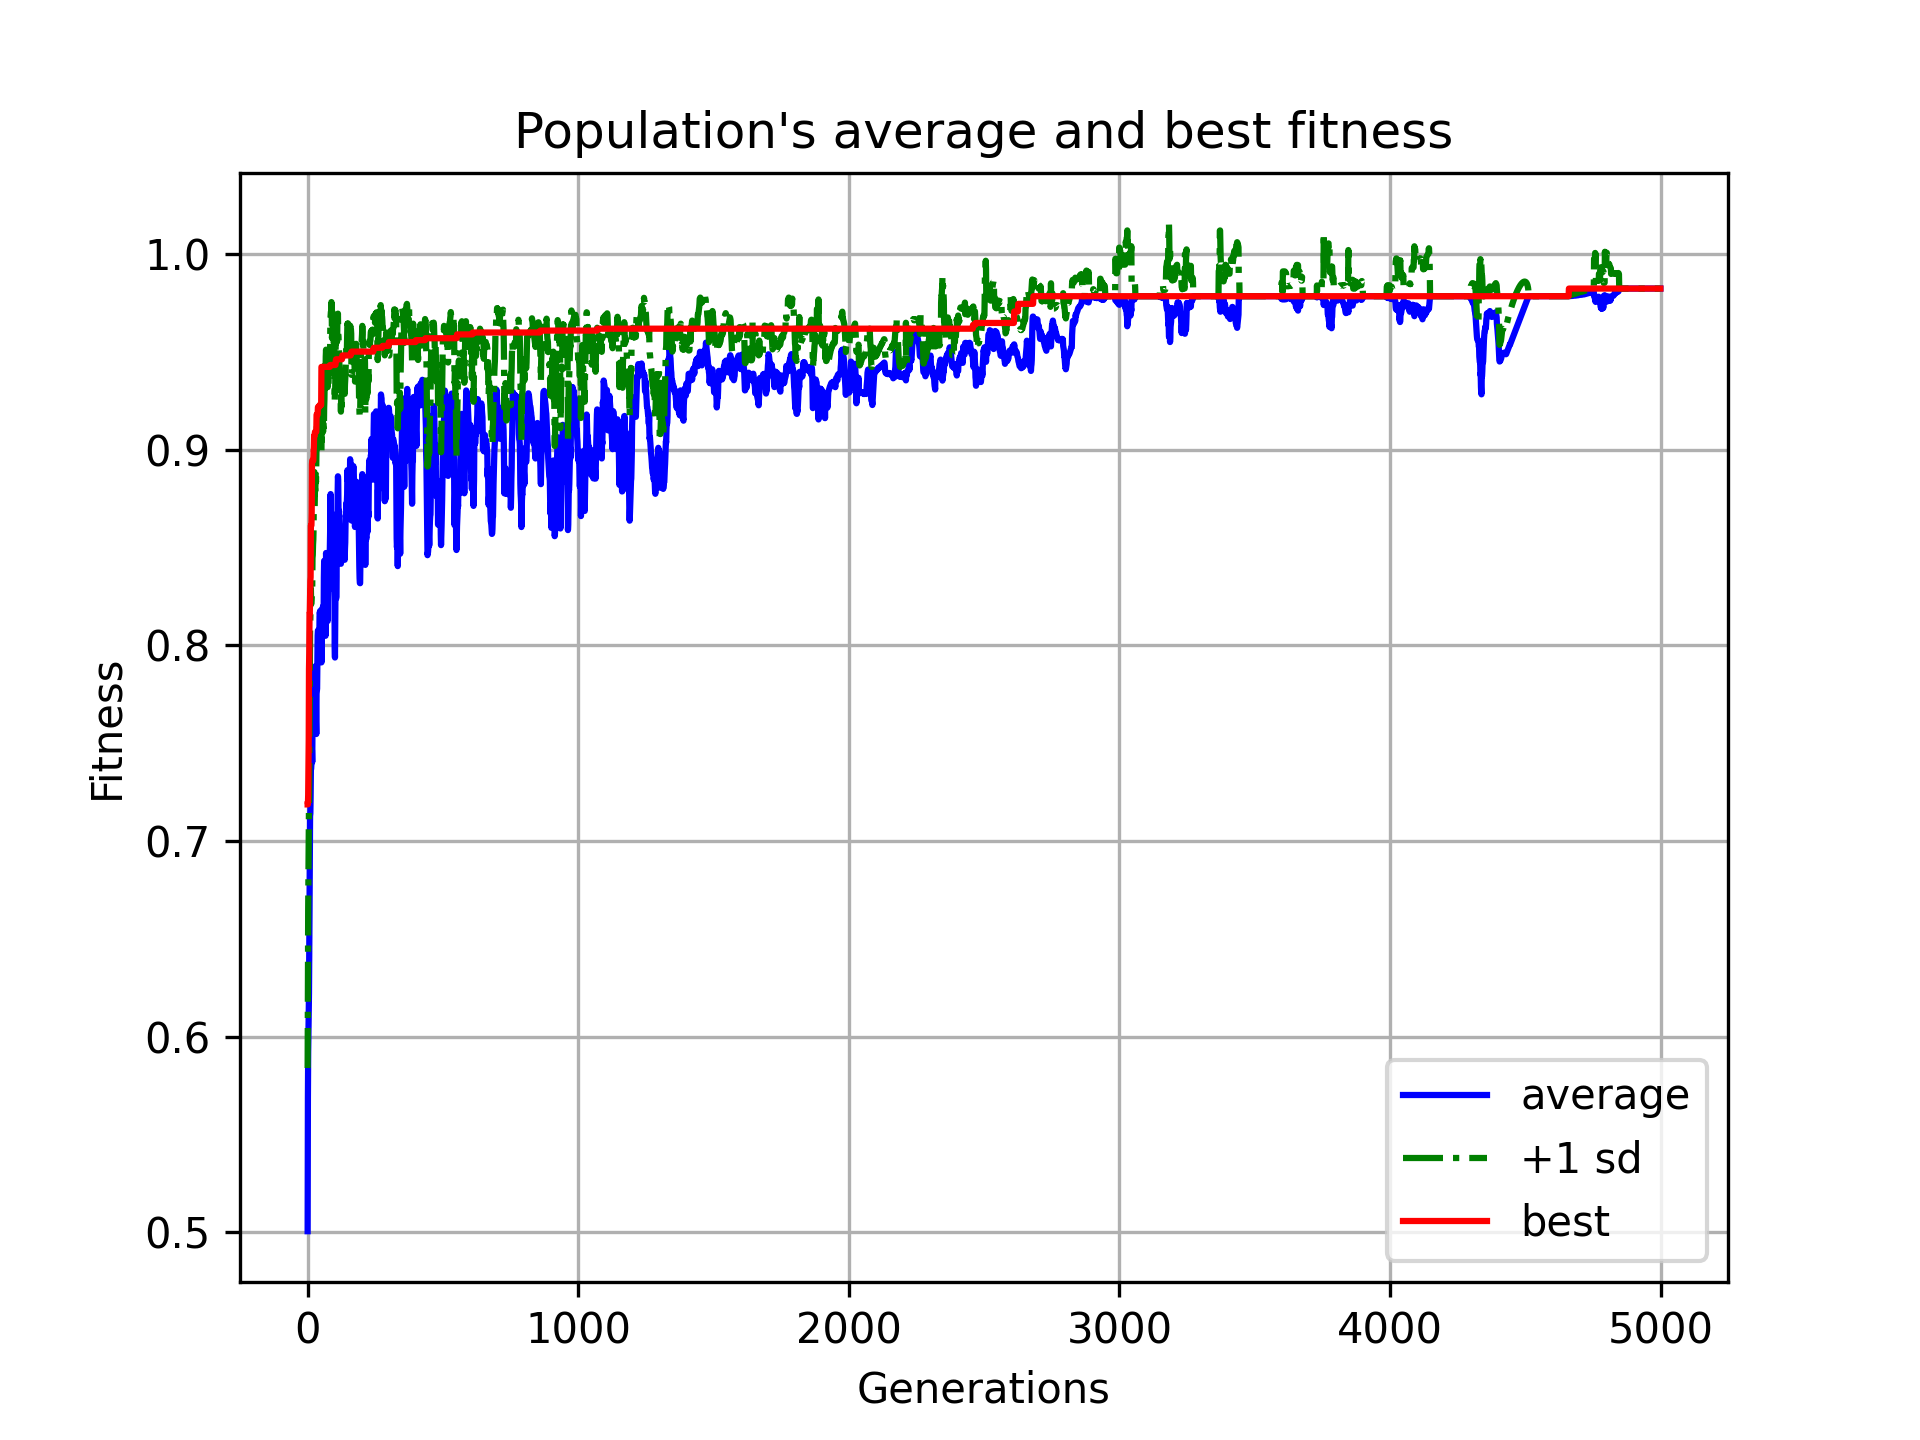 Population's average and best fitness
1.0
0.9
0.8
0.7
0.6
0.5
Fitness
0 1000 2000 3000 4000 5000
Generations
average
+1 sd
best